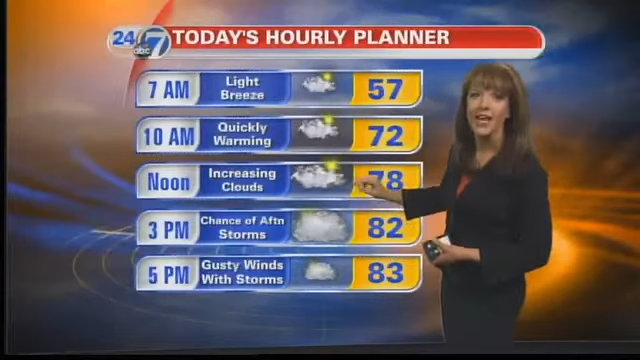 24
abc 7
TODAY'S HOURLY PLANNER
7 AM
Light
Breeze
57
10 AM
Quickly
Warming
72
Noon
Increasing
Clouds
78
3 PM
Chance of Aftn
Storms
82
5 PM
Gusty Winds
With Storms
83